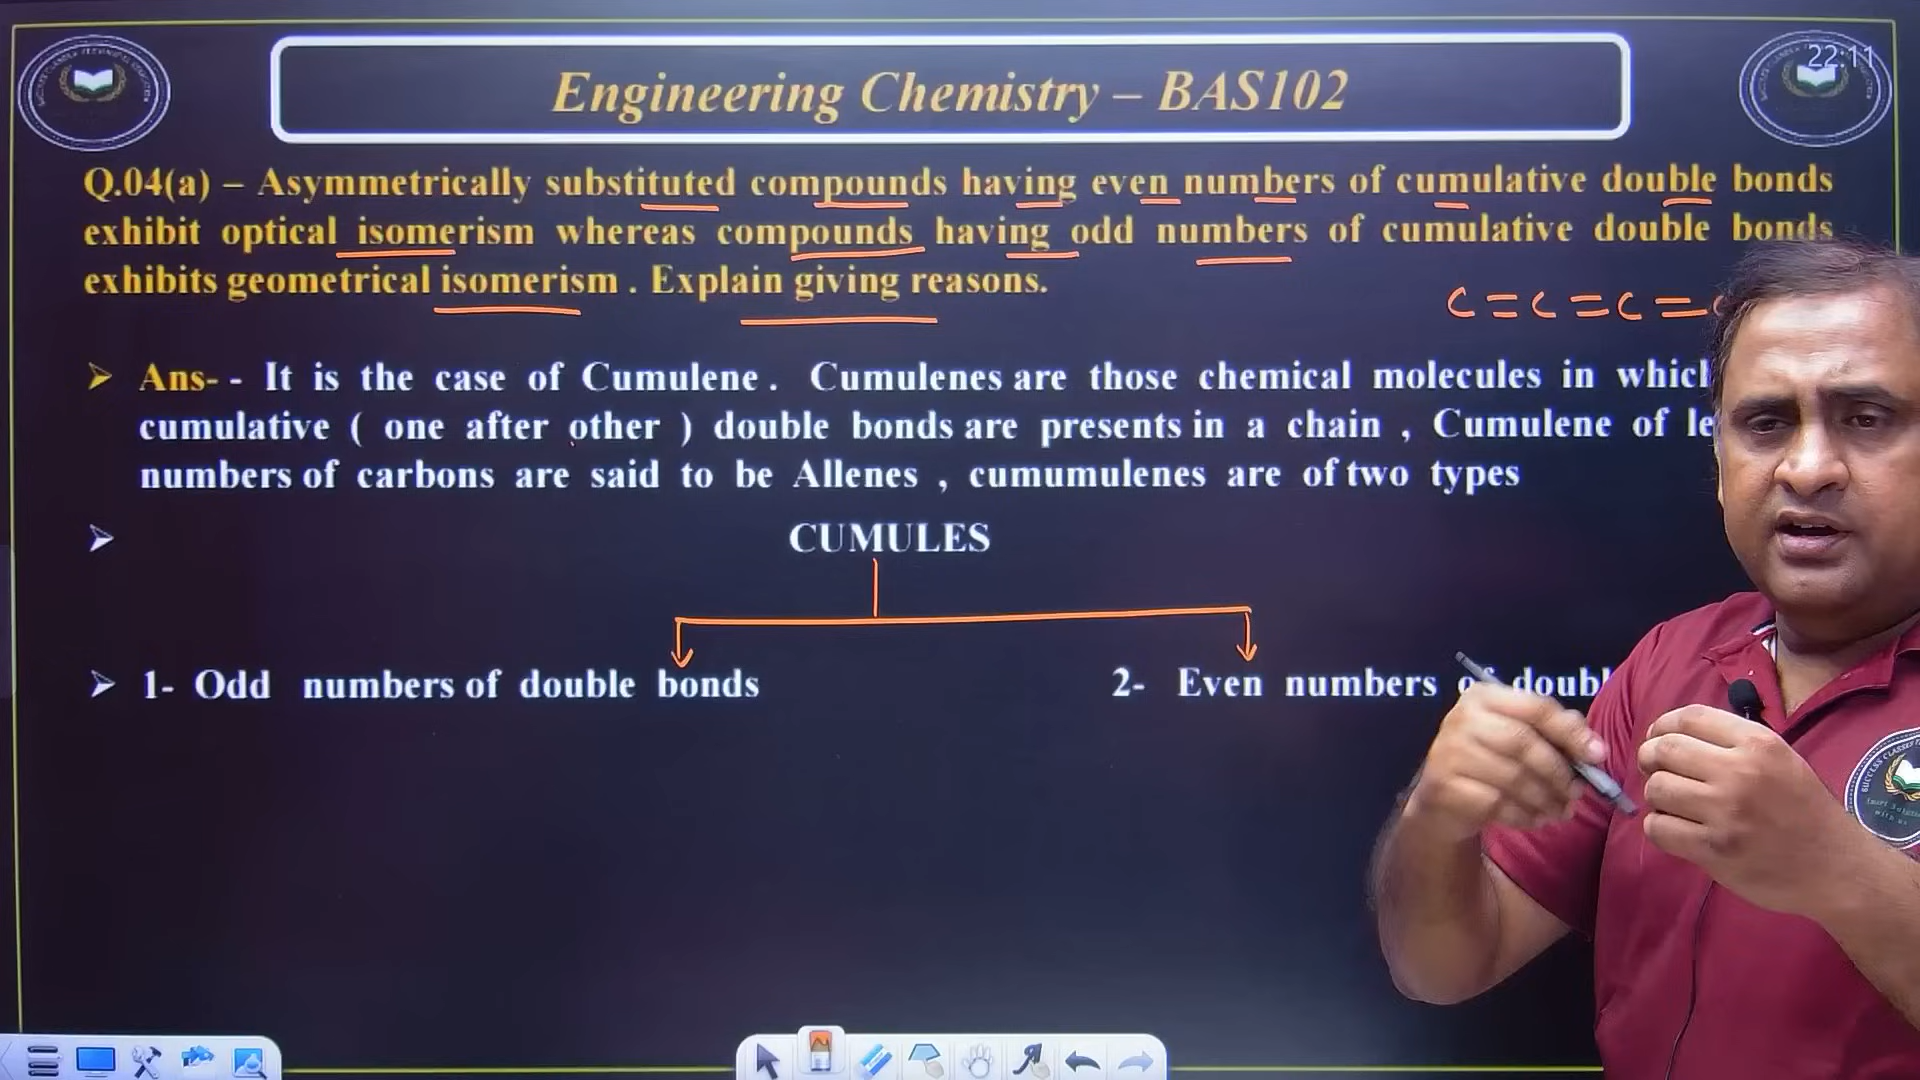 Engineering Chemistry – BAS102
22:11
Q.04(a) – Asymmetrically substituted compounds having even numbers of cumulative double bonds
exhibit optical isomerism whereas compounds having odd numbers of cumulative double bonds
exhibits geometrical isomerism . Explain giving reasons.
C = C = C =
Ans- - It is the case of Cumulene . Cumulenes are those chemical molecules in which
cumulative ( one after other ) double bonds are presents in a chain , Cumulene of
numbers of carbons are said to be Allenes , cumumulenes are of two types
CUMULES
1- Odd numbers of double bonds
2- Even numbers of